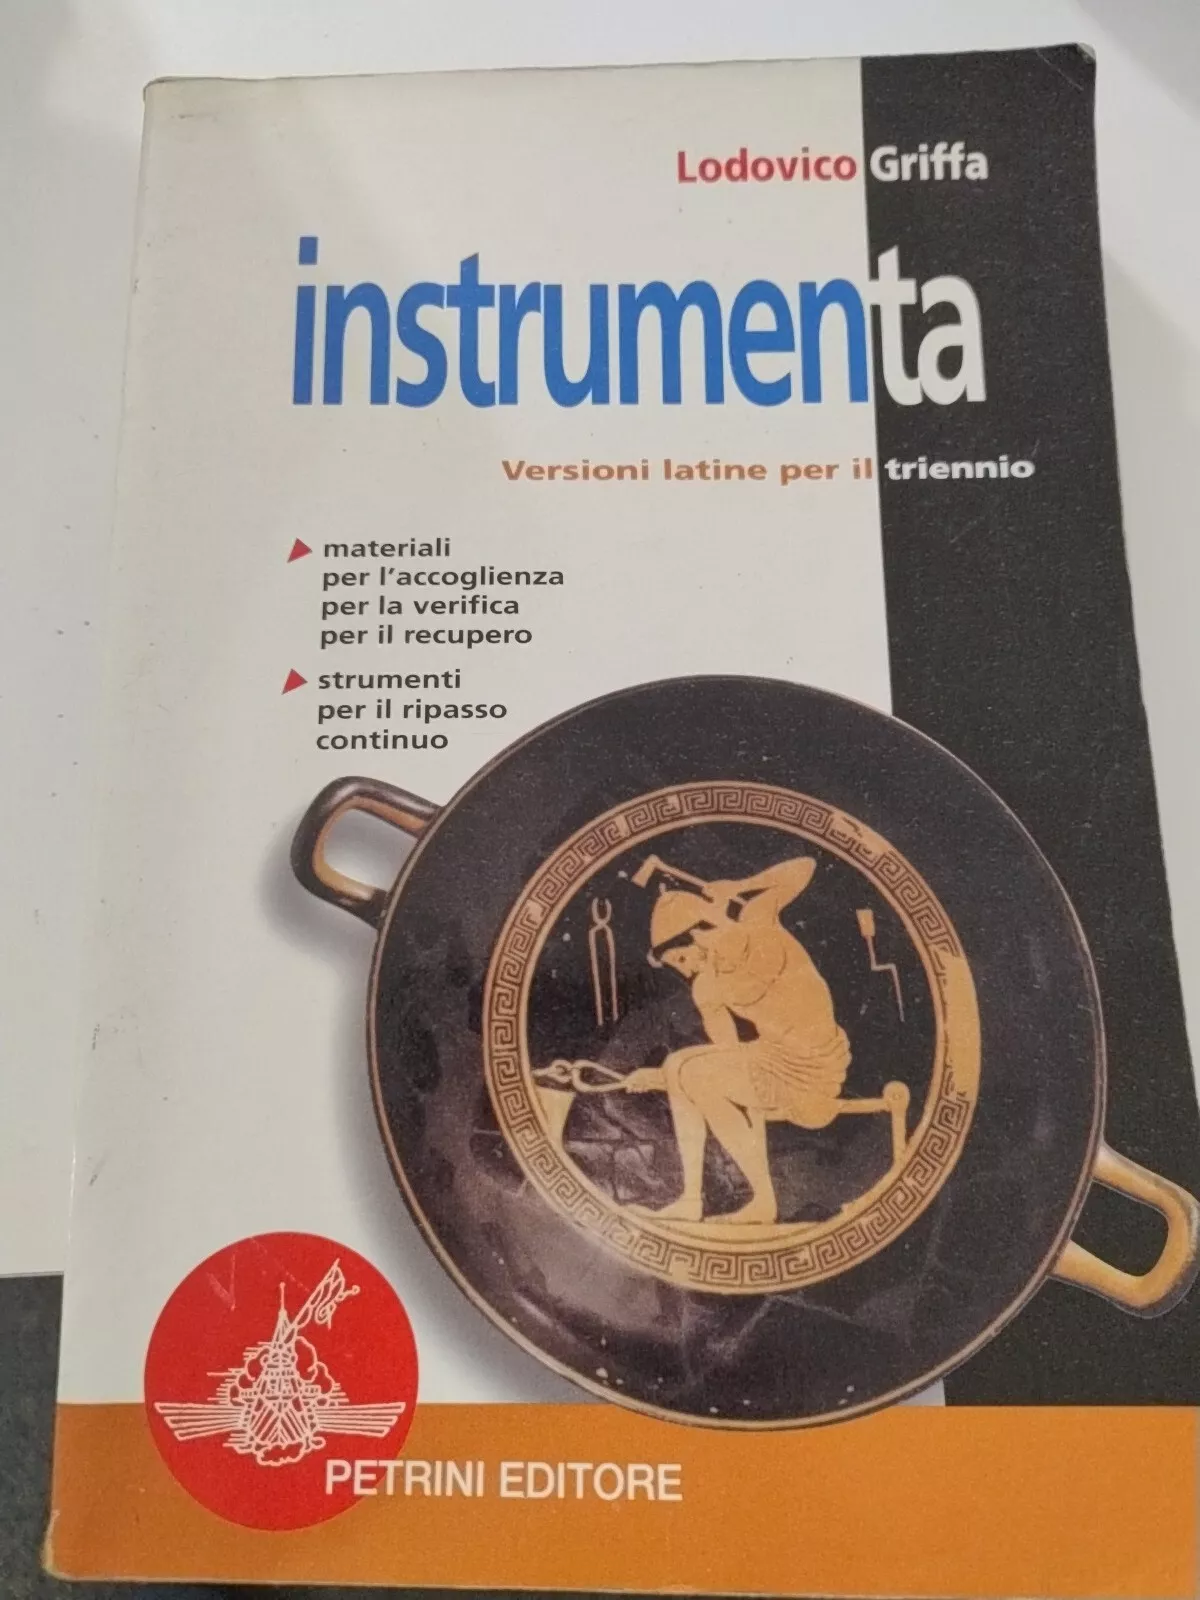 Lodovico Griffa
instrumenta
Versioni latine per il triennio
materiali
per l'accoglienza
per la verifica
per il recupero
strumenti
per il ripasso
continuo
PETRINI EDITORE